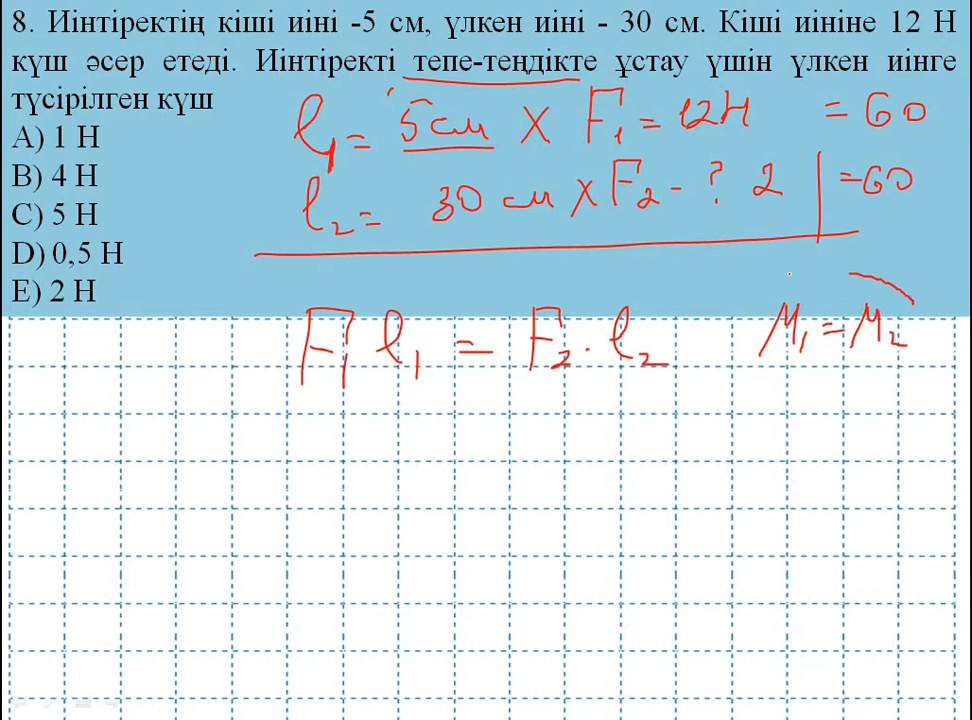 8. Иінтіректің кіші иіні -5 см, үлкен иіні - 30 см. Кіші иініне 12 Н
күш әсер етеді. Иінтіректі тепе-теңдікте ұстау үшін үлкен иінге
түсірілген күш
A) 1 Н
B) 4 Н
C) 5 Н
D) 0,5 Н
E) 2 Н
l₁ = 5 см × F₁ = 12Н = 60
l₂ = 30 см × F₂ - ? 2 | = 60
F₁ l₁ = F₂ · l₂
M₁ = M₂